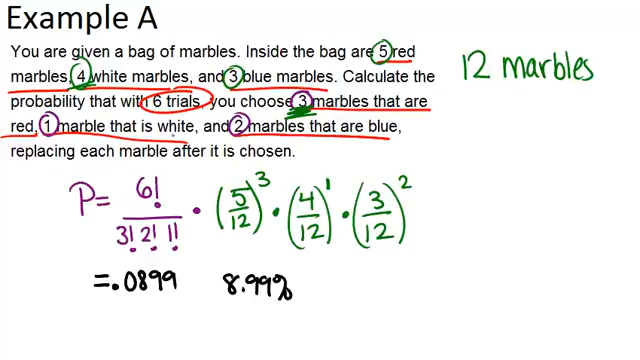 Example A
You are given a bag of marbles. Inside the bag are 5 red
marbles, 4 white marbles, and 3 blue marbles. Calculate the
probability that with 6 trials, you choose 3 marbles that are
red, 1 marble that is white, and 2 marbles that are blue,
replacing each marble after it is chosen.
12 marbles
P = 6!/(3! 2! 1!) · (5/12)^3 · (4/12)^1 · (3/12)^2
= .0899 8.99%